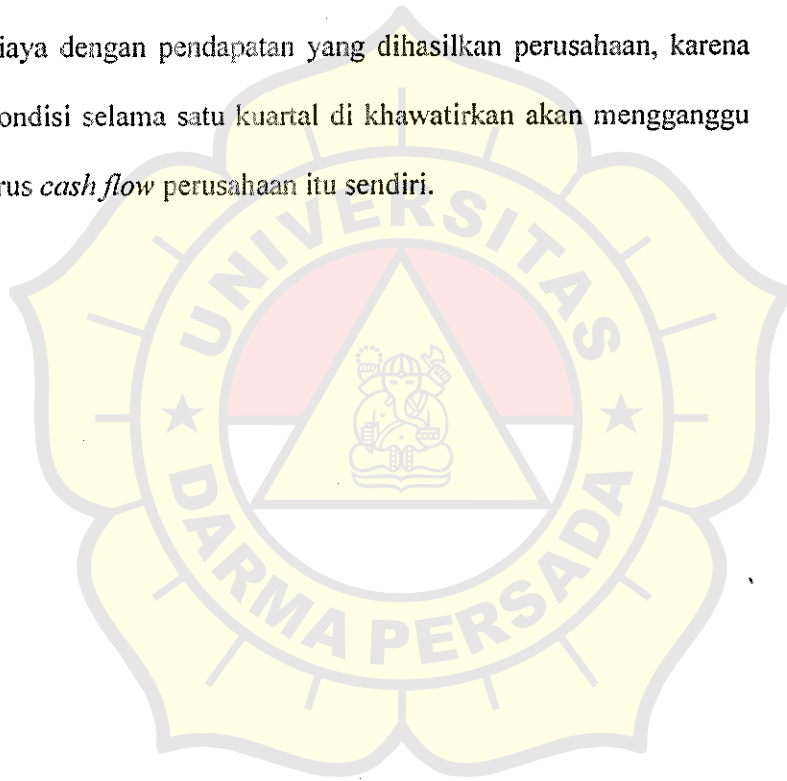 iaya dengan pendapatan yang dihasilkan perusahaan, karena
ondisi selama satu kuartal di khawatirkan akan mengganggu
rus cash flow perusahaan itu sendiri.
UNIVERSITAS
DARMA PERSADA